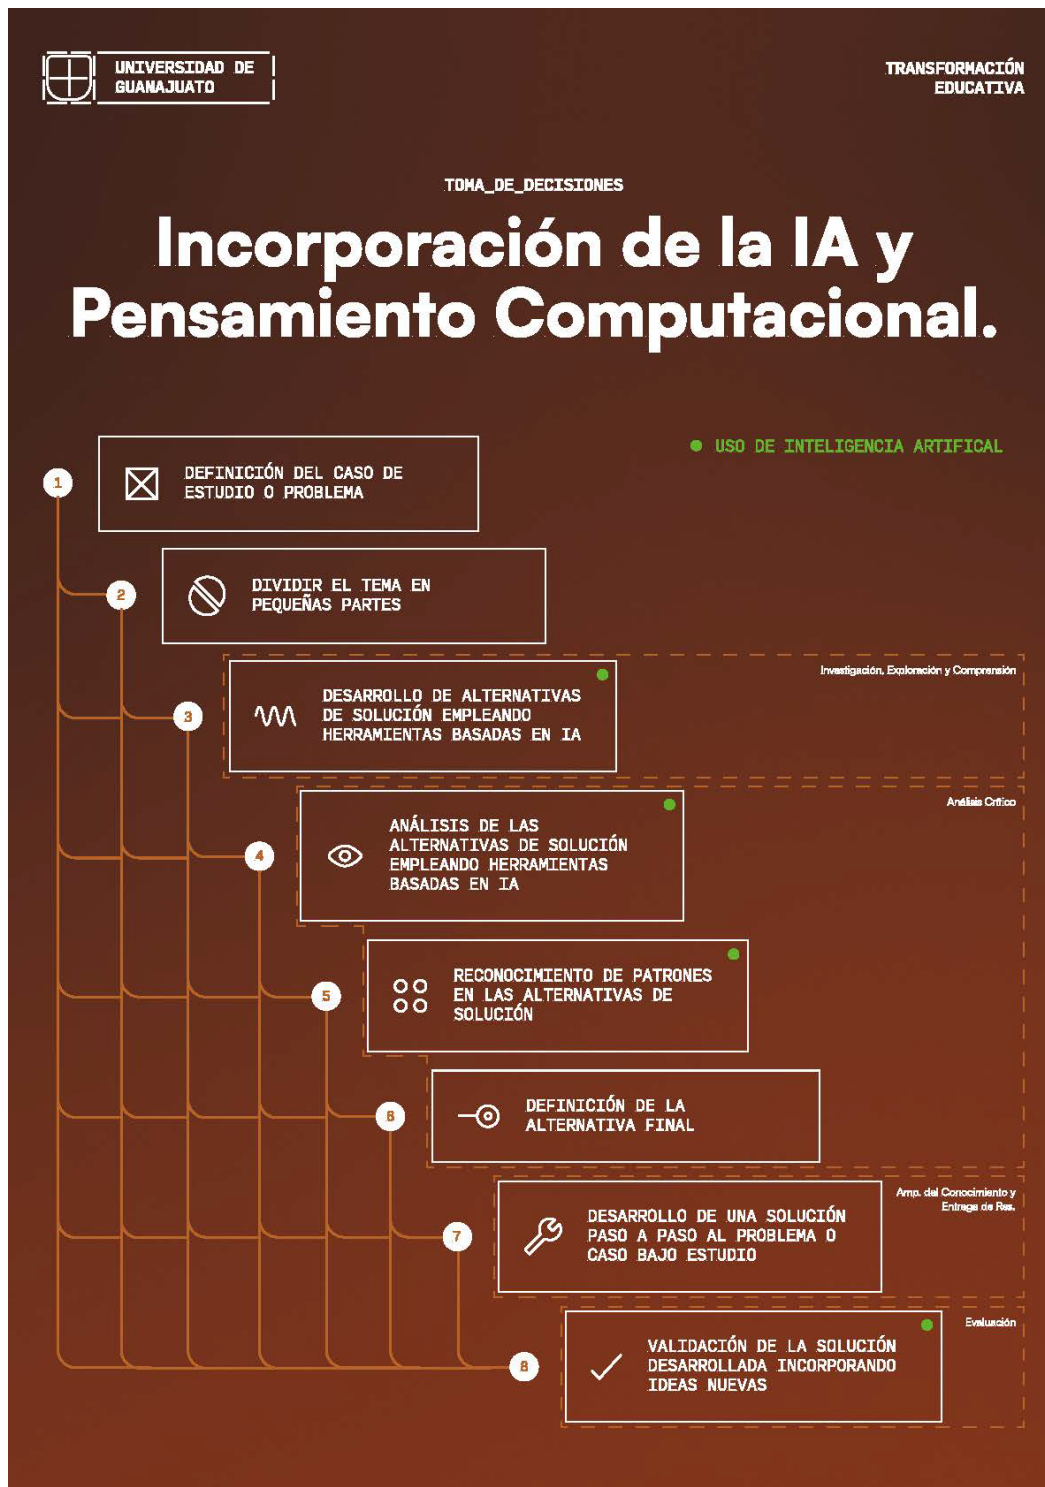 UNIVERSIDAD DE
GUANAJUATO
TRANSFORMACIÓN
EDUCATIVA
TOMA_DE_DECISIONES
Incorporación de la IA y
Pensamiento Computacional.
USO DE INTELIGENCIA ARTIFICAL
1
DEFINICIÓN DEL CASO DE
ESTUDIO O PROBLEMA
2
DIVIDIR EL TEMA EN
PEQUEÑAS PARTES
Investigación, Exploración y Comprensión
3
DESARROLLO DE ALTERNATIVAS
DE SOLUCIÓN EMPLEANDO
HERRAMIENTAS BASADAS EN IA
Análisis Crítico
4
ANÁLISIS DE LAS
ALTERNATIVAS DE SOLUCIÓN
EMPLEANDO HERRAMIENTAS
BASADAS EN IA
5
RECONOCIMIENTO DE PATRONES
EN LAS ALTERNATIVAS DE
SOLUCIÓN
6
DEFINICIÓN DE LA
ALTERNATIVA FINAL
Amp. del Conocimiento y
Entrega de Res.
7
DESARROLLO DE UNA SOLUCIÓN
PASO A PASO AL PROBLEMA O
CASO BAJO ESTUDIO
Evaluación
8
VALIDACIÓN DE LA SOLUCIÓN
DESARROLLADA INCORPORANDO
IDEAS NUEVAS